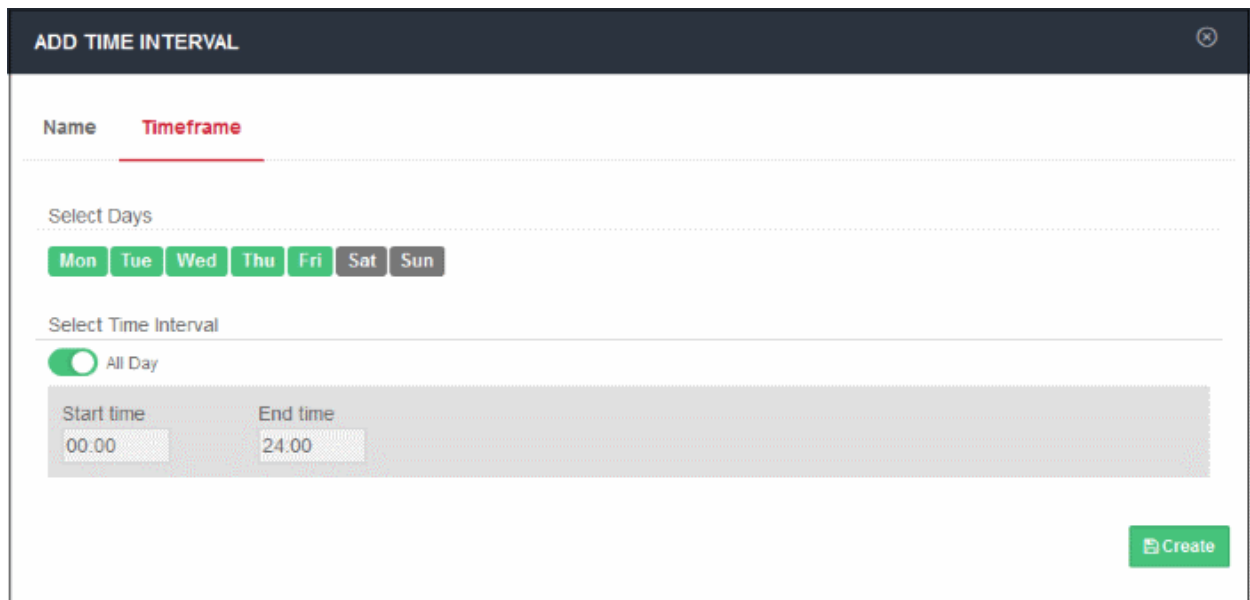 ADD TIME INTERVAL
Name Timeframe
Select Days
Mon Tue Wed Thu Fri Sat Sun
Select Time Interval
All Day
Start time End time
00:00 24:00
Create